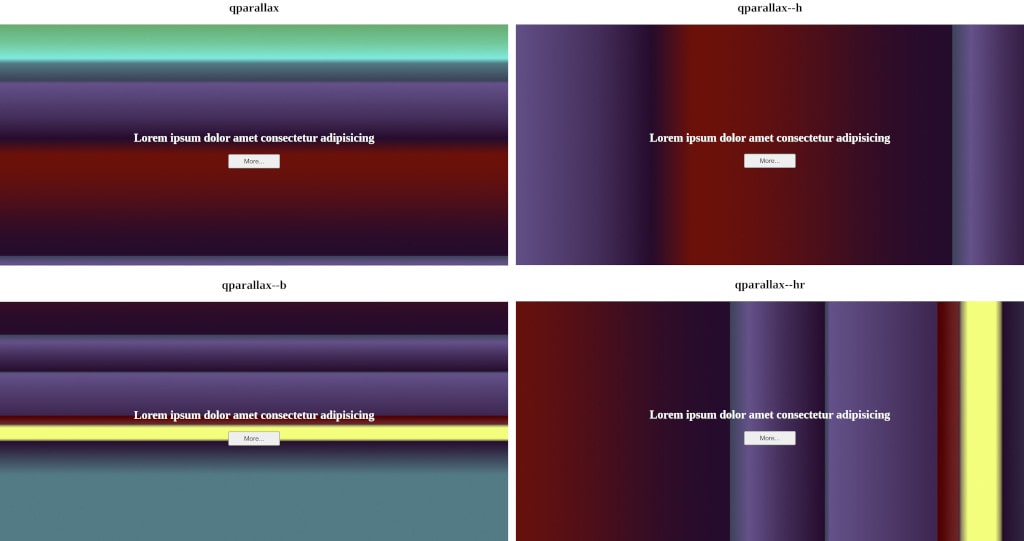 qparallax
qparallax--h
Lorem ipsum dolor amet consectetur adipisicing
More...
Lorem ipsum dolor amet consectetur adipisicing
More...
qparallax--b
qparallax--hr
Lorem ipsum dolor amet consectetur adipisicing
More...
Lorem ipsum dolor amet consectetur adipisicing
More...